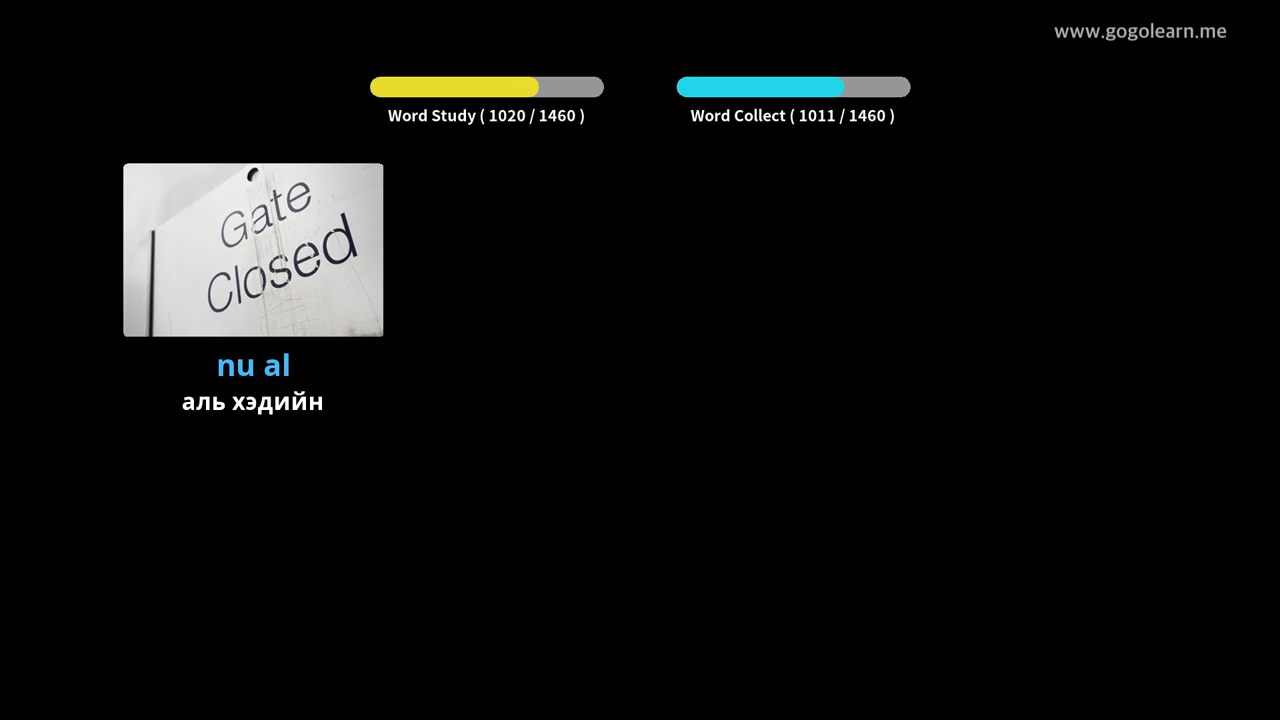 www.gogolearn.me
Word Study ( 1020 / 1460 )
Word Collect ( 1011 / 1460 )
Gate
Closed
nu al
аль хэдийн